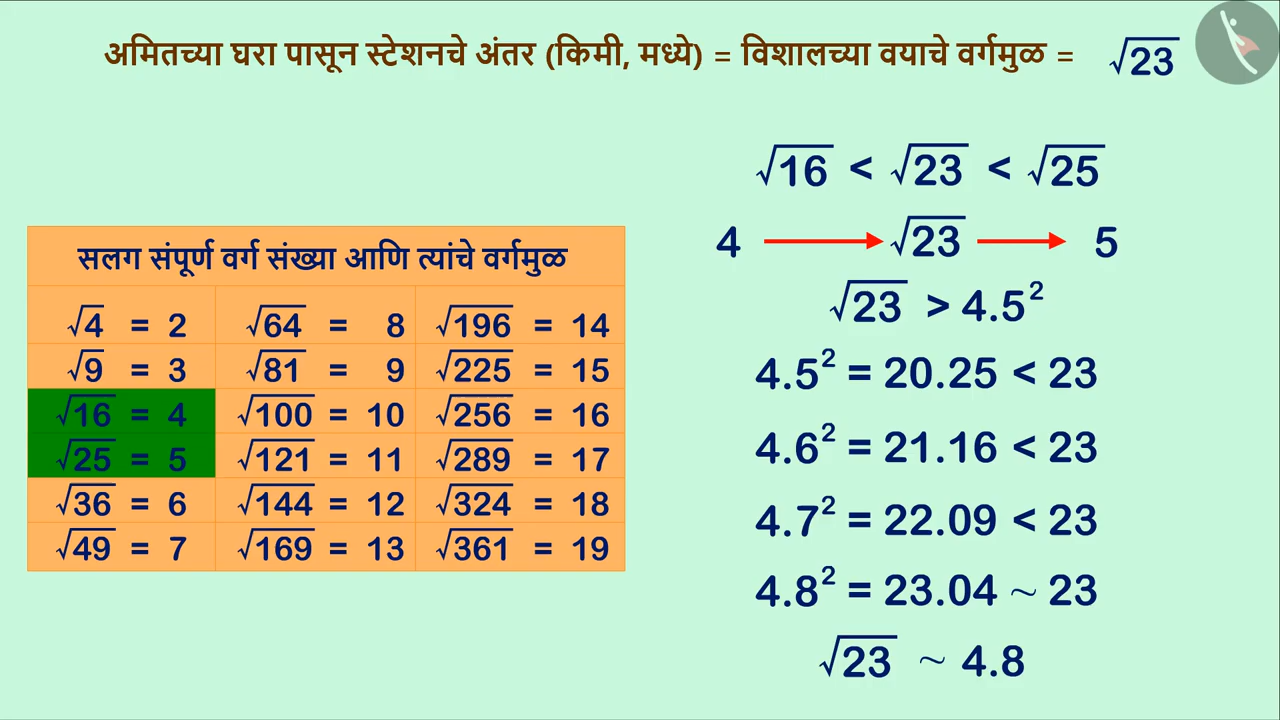 अमितच्या घरा पासून स्टेशनचे अंतर (किमी, मध्ये) = विशालच्या वयाचे वर्गमुळ = √23
√16 < √23 < √25
4 → √23 → 5
√23 > 4.5²
4.5² = 20.25 < 23
4.6² = 21.16 < 23
4.7² = 22.09 < 23
4.8² = 23.04 ~ 23
√23 ~ 4.8
सलग संपूर्ण वर्ग संख्या आणि त्यांचे वर्गमुळ
√4 = 2 √64 = 8 √196 = 14
√9 = 3 √81 = 9 √225 = 15
√16 = 4 √100 = 10 √256 = 16
√25 = 5 √121 = 11 √289 = 17
√36 = 6 √144 = 12 √324 = 18
√49 = 7 √169 = 13 √361 = 19